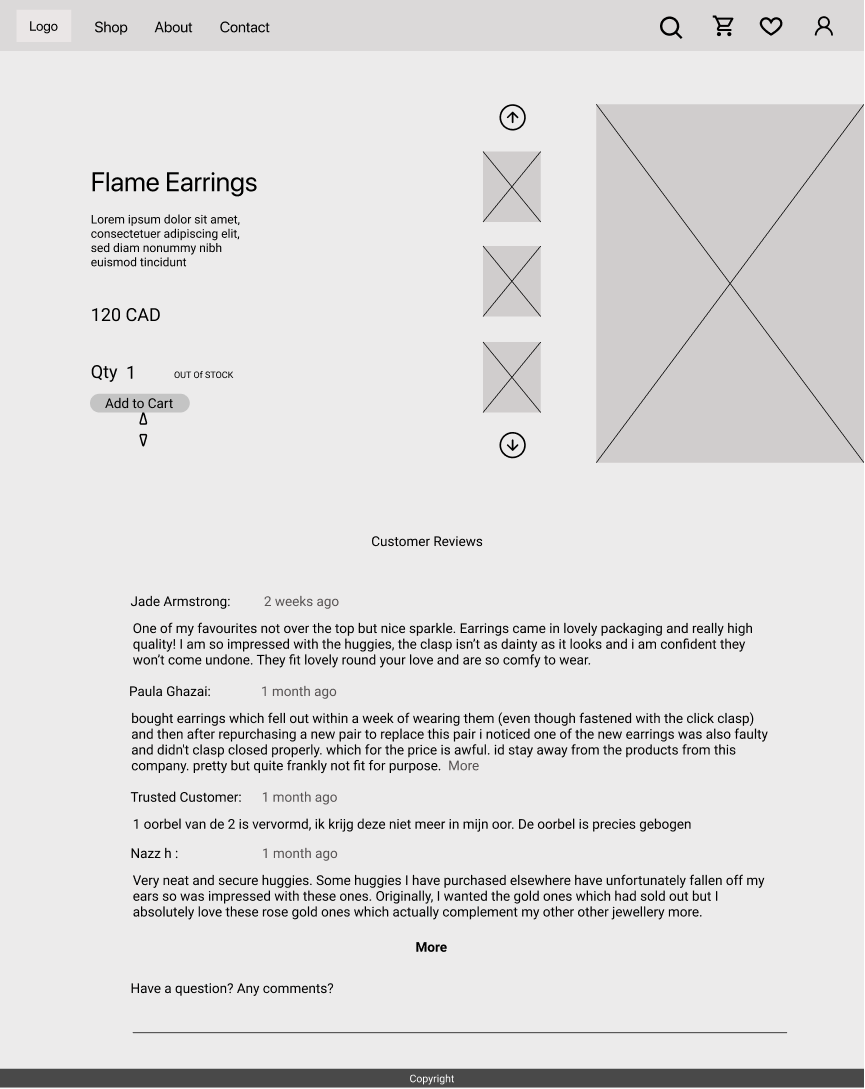 Logo
Shop
About
Contact
Flame Earrings
Lorem ipsum dolor sit amet,
consectetuer adipiscing elit,
sed diam nonummy nibh
euismod tincidunt
120 CAD
Qty 1
OUT Of STOCK
Add to Cart
Customer Reviews
Jade Armstrong: 2 weeks ago
One of my favourites not over the top but nice sparkle. Earrings came in lovely packaging and really high
quality! I am so impressed with the huggies, the clasp isn’t as dainty as it looks and i am confident they
won’t come undone. They fit lovely round your love and are so comfy to wear.
Paula Ghazai: 1 month ago
bought earrings which fell out within a week of wearing them (even though fastened with the click clasp)
and then after repurchasing a new pair to replace this pair i noticed one of the new earrings was also faulty
and didn't clasp closed properly. which for the price is awful. id stay away from the products from this
company. pretty but quite frankly not fit for purpose. More
Trusted Customer: 1 month ago
1 oorbel van de 2 is vervormd, ik krijg deze niet meer in mijn oor. De oorbel is precies gebogen
Nazz h : 1 month ago
Very neat and secure huggies. Some huggies I have purchased elsewhere have unfortunately fallen off my
ears so was impressed with these ones. Originally, I wanted the gold ones which had sold out but I
absolutely love these rose gold ones which actually complement my other other jewellery more.
More
Have a question? Any comments?
Copyright